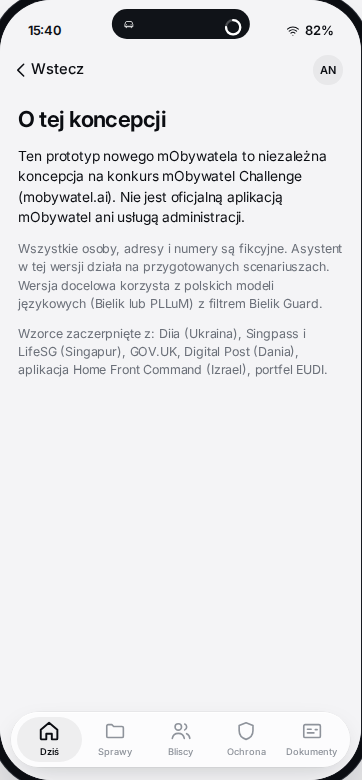 15:40
82%
Wstecz
AN
O tej koncepcji
Ten prototyp nowego mObywatela to niezależna
koncepcja na konkurs mObywatel Challenge
(mobywatel.ai). Nie jest oficjalną aplikacją
mObywatel ani usługą administracji.
Wszystkie osoby, adresy i numery są fikcyjne. Asystent
w tej wersji działa na przygotowanych scenariuszach.
Wersja docelowa korzysta z polskich modeli
językowych (Bielik lub PLLuM) z filtrem Bielik Guard.
Wzorce zaczerpnięte z: Diia (Ukraina), Singpass i
LifeSG (Singapur), GOV.UK, Digital Post (Dania),
aplikacja Home Front Command (Izrael), portfel EUDI.
Dziś
Sprawy
Bliscy
Ochrona
Dokumenty